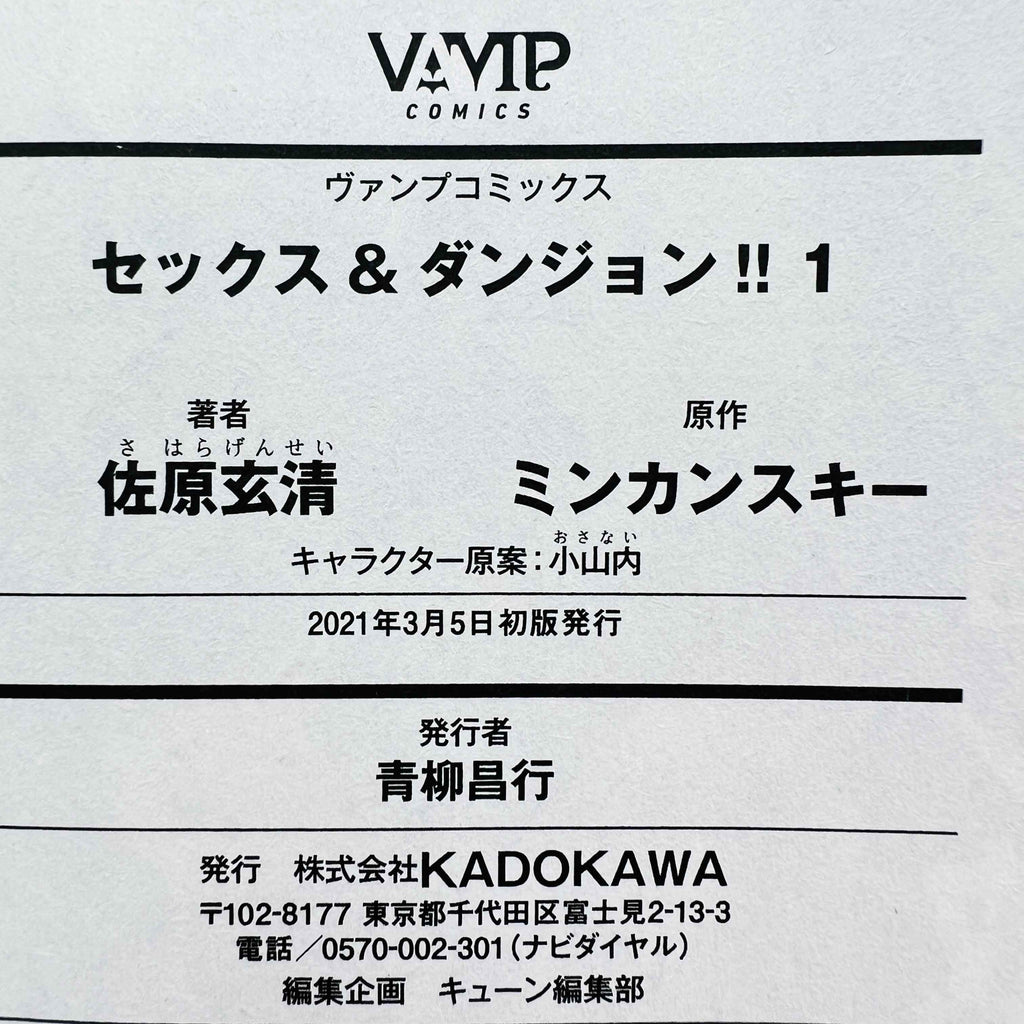 VAMP
COMICS
ヴァンプコミックス
セックス & ダンジョン!! 1
著者 原作
さ はらげんせい
佐原玄清 ミンカンスキー
おさない
キャラクター原案:小山内
2021年3月5日初版発行
発行者
青柳昌行
発行 株式会社KADOKAWA
〒102-8177 東京都千代田区富士見2-13-3
電話/0570-002-301(ナビダイヤル)
編集企画 キューン編集部